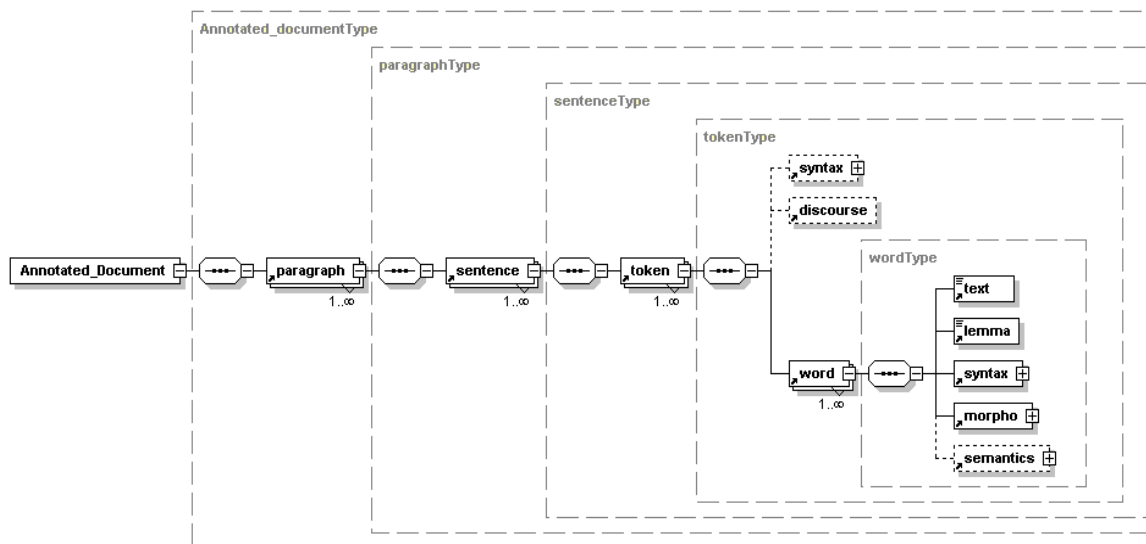 Annotated_documentType
paragraphType
sentenceType
tokenType
syntax
discourse
wordType
Annotated_Document
paragraph
1..∞
sentence
1..∞
token
1..∞
word
1..∞
text
lemma
syntax
morpho
semantics